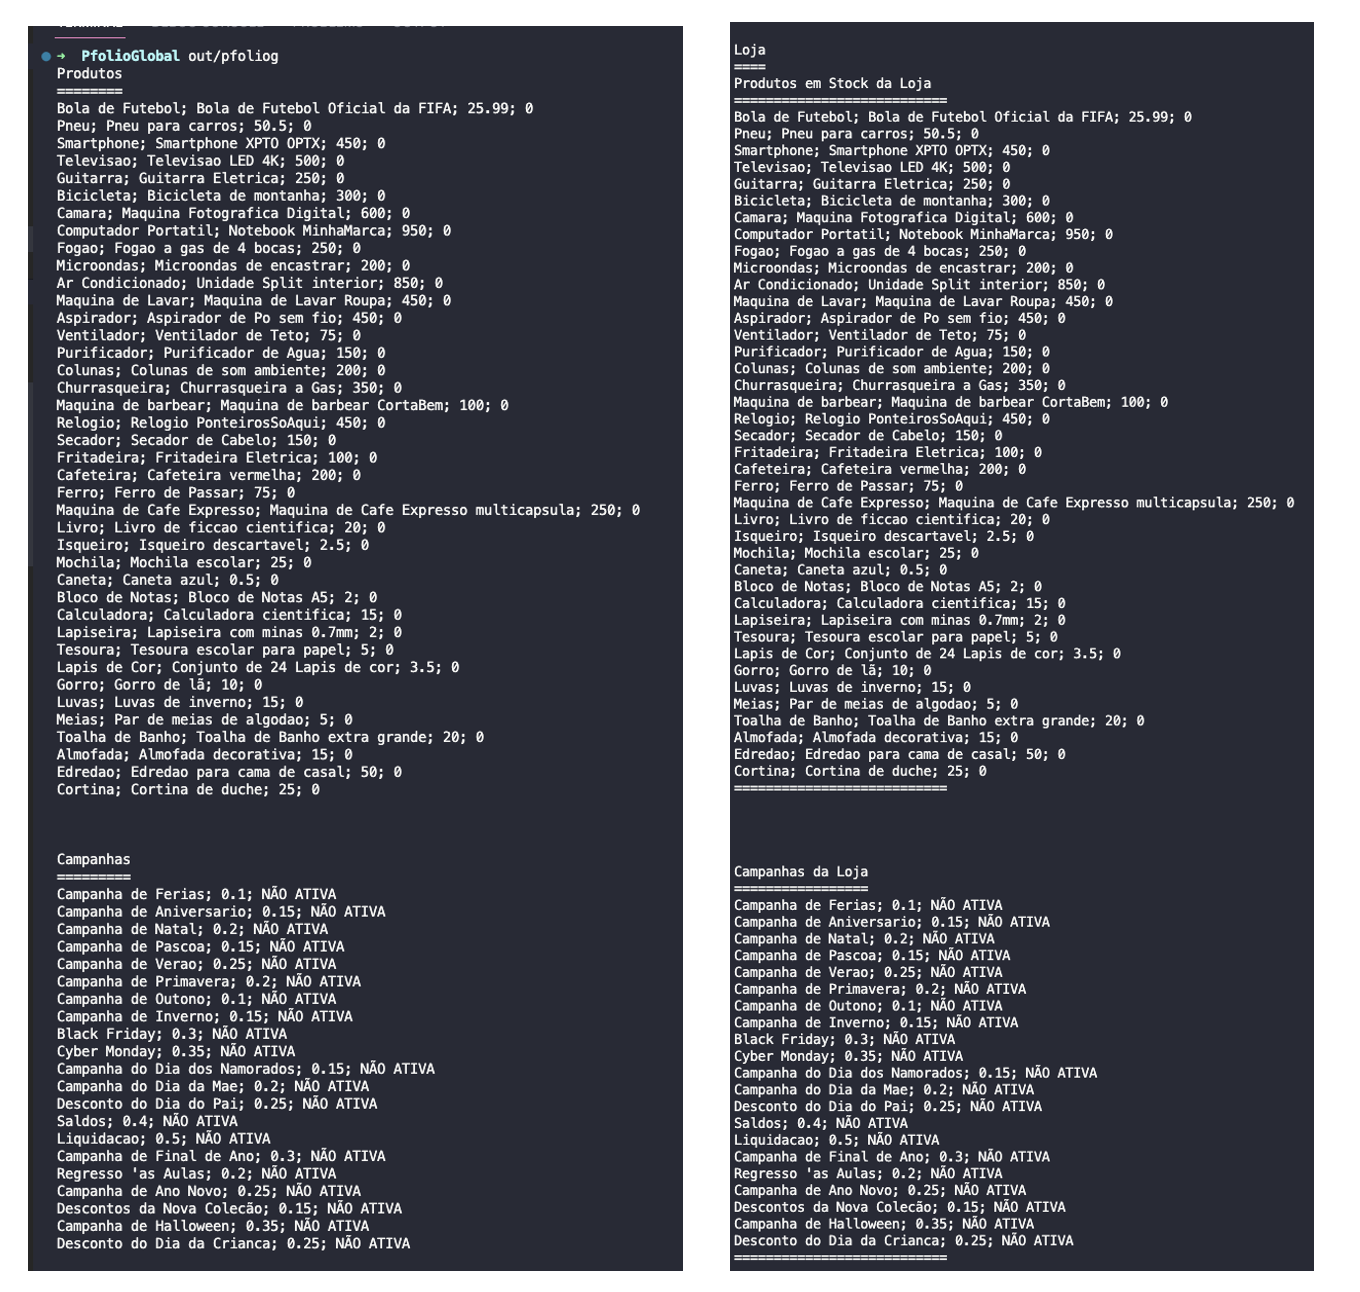 ➜  PfolioGlobal out/pfoliog
Produtos
========
Bola de Futebol; Bola de Futebol Oficial da FIFA; 25.99; 0
Pneu; Pneu para carros; 50.5; 0
Smartphone; Smartphone XPTO OPTX; 450; 0
Televisao; Televisao LED 4K; 500; 0
Guitarra; Guitarra Eletrica; 250; 0
Bicicleta; Bicicleta de montanha; 300; 0
Camara; Maquina Fotografica Digital; 600; 0
Computador Portatil; Notebook MinhaMarca; 950; 0
Fogao; Fogao a gas de 4 bocas; 250; 0
Microondas; Microondas de encastrar; 200; 0
Ar Condicionado; Unidade Split interior; 850; 0
Maquina de Lavar; Maquina de Lavar Roupa; 450; 0
Aspirador; Aspirador de Po sem fio; 450; 0
Ventilador; Ventilador de Teto; 75; 0
Purificador; Purificador de Agua; 150; 0
Colunas; Colunas de som ambiente; 200; 0
Churrasqueira; Churrasqueira a Gas; 350; 0
Maquina de barbear; Maquina de barbear CortaBem; 100; 0
Relogio; Relogio PonteirosSoAqui; 450; 0
Secador; Secador de Cabelo; 150; 0
Fritadeira; Fritadeira Eletrica; 100; 0
Cafeteira; Cafeteira vermelha; 200; 0
Ferro; Ferro de Passar; 75; 0
Maquina de Cafe Expresso; Maquina de Cafe Expresso multicapsula; 250; 0
Livro; Livro de ficcao cientifica; 20; 0
Isqueiro; Isqueiro descartavel; 2.5; 0
Mochila; Mochila escolar; 25; 0
Caneta; Caneta azul; 0.5; 0
Bloco de Notas; Bloco de Notas A5; 2; 0
Calculadora; Calculadora cientifica; 15; 0
Lapiseira; Lapiseira com minas 0.7mm; 2; 0
Tesoura; Tesoura escolar para papel; 5; 0
Lapis de Cor; Conjunto de 24 Lapis de cor; 3.5; 0
Gorro; Gorro de lã; 10; 0
Luvas; Luvas de inverno; 15; 0
Meias; Par de meias de algodao; 5; 0
Toalha de Banho; Toalha de Banho extra grande; 20; 0
Almofada; Almofada decorativa; 15; 0
Edredao; Edredao para cama de casal; 50; 0
Cortina; Cortina de duche; 25; 0
Campanhas
=========
Campanha de Ferias; 0.1; NÃO ATIVA
Campanha de Aniversario; 0.15; NÃO ATIVA
Campanha de Natal; 0.2; NÃO ATIVA
Campanha de Pascoa; 0.15; NÃO ATIVA
Campanha de Verao; 0.25; NÃO ATIVA
Campanha de Primavera; 0.2; NÃO ATIVA
Campanha de Outono; 0.1; NÃO ATIVA
Campanha de Inverno; 0.15; NÃO ATIVA
Black Friday; 0.3; NÃO ATIVA
Cyber Monday; 0.35; NÃO ATIVA
Campanha do Dia dos Namorados; 0.15; NÃO ATIVA
Campanha do Dia da Mae; 0.2; NÃO ATIVA
Desconto do Dia do Pai; 0.25; NÃO ATIVA
Saldos; 0.4; NÃO ATIVA
Liquidacao; 0.5; NÃO ATIVA
Campanha de Final de Ano; 0.3; NÃO ATIVA
Regresso 'as Aulas; 0.2; NÃO ATIVA
Campanha de Ano Novo; 0.25; NÃO ATIVA
Descontos da Nova Colecão; 0.15; NÃO ATIVA
Campanha de Halloween; 0.35; NÃO ATIVA
Desconto do Dia da Crianca; 0.25; NÃO ATIVA
Loja
====
Produtos em Stock da Loja
===========================
Bola de Futebol; Bola de Futebol Oficial da FIFA; 25.99; 0
Pneu; Pneu para carros; 50.5; 0
Smartphone; Smartphone XPTO OPTX; 450; 0
Televisao; Televisao LED 4K; 500; 0
Guitarra; Guitarra Eletrica; 250; 0
Bicicleta; Bicicleta de montanha; 300; 0
Camara; Maquina Fotografica Digital; 600; 0
Computador Portatil; Notebook MinhaMarca; 950; 0
Fogao; Fogao a gas de 4 bocas; 250; 0
Microondas; Microondas de encastrar; 200; 0
Ar Condicionado; Unidade Split interior; 850; 0
Maquina de Lavar; Maquina de Lavar Roupa; 450; 0
Aspirador; Aspirador de Po sem fio; 450; 0
Ventilador; Ventilador de Teto; 75; 0
Purificador; Purificador de Agua; 150; 0
Colunas; Colunas de som ambiente; 200; 0
Churrasqueira; Churrasqueira a Gas; 350; 0
Maquina de barbear; Maquina de barbear CortaBem; 100; 0
Relogio; Relogio PonteirosSoAqui; 450; 0
Secador; Secador de Cabelo; 150; 0
Fritadeira; Fritadeira Eletrica; 100; 0
Cafeteira; Cafeteira vermelha; 200; 0
Ferro; Ferro de Passar; 75; 0
Maquina de Cafe Expresso; Maquina de Cafe Expresso multicapsula; 250; 0
Livro; Livro de ficcao cientifica; 20; 0
Isqueiro; Isqueiro descartavel; 2.5; 0
Mochila; Mochila escolar; 25; 0
Caneta; Caneta azul; 0.5; 0
Bloco de Notas; Bloco de Notas A5; 2; 0
Calculadora; Calculadora cientifica; 15; 0
Lapiseira; Lapiseira com minas 0.7mm; 2; 0
Tesoura; Tesoura escolar para papel; 5; 0
Lapis de Cor; Conjunto de 24 Lapis de cor; 3.5; 0
Gorro; Gorro de lã; 10; 0
Luvas; Luvas de inverno; 15; 0
Meias; Par de meias de algodao; 5; 0
Toalha de Banho; Toalha de Banho extra grande; 20; 0
Almofada; Almofada decorativa; 15; 0
Edredao; Edredao para cama de casal; 50; 0
Cortina; Cortina de duche; 25; 0
===========================
Campanhas da Loja
=================
Campanha de Ferias; 0.1; NÃO ATIVA
Campanha de Aniversario; 0.15; NÃO ATIVA
Campanha de Natal; 0.2; NÃO ATIVA
Campanha de Pascoa; 0.15; NÃO ATIVA
Campanha de Verao; 0.25; NÃO ATIVA
Campanha de Primavera; 0.2; NÃO ATIVA
Campanha de Outono; 0.1; NÃO ATIVA
Campanha de Inverno; 0.15; NÃO ATIVA
Black Friday; 0.3; NÃO ATIVA
Cyber Monday; 0.35; NÃO ATIVA
Campanha do Dia dos Namorados; 0.15; NÃO ATIVA
Campanha do Dia da Mae; 0.2; NÃO ATIVA
Desconto do Dia do Pai; 0.25; NÃO ATIVA
Saldos; 0.4; NÃO ATIVA
Liquidacao; 0.5; NÃO ATIVA
Campanha de Final de Ano; 0.3; NÃO ATIVA
Regresso 'as Aulas; 0.2; NÃO ATIVA
Campanha de Ano Novo; 0.25; NÃO ATIVA
Descontos da Nova Colecão; 0.15; NÃO ATIVA
Campanha de Halloween; 0.35; NÃO ATIVA
Desconto do Dia da Crianca; 0.25; NÃO ATIVA
===========================